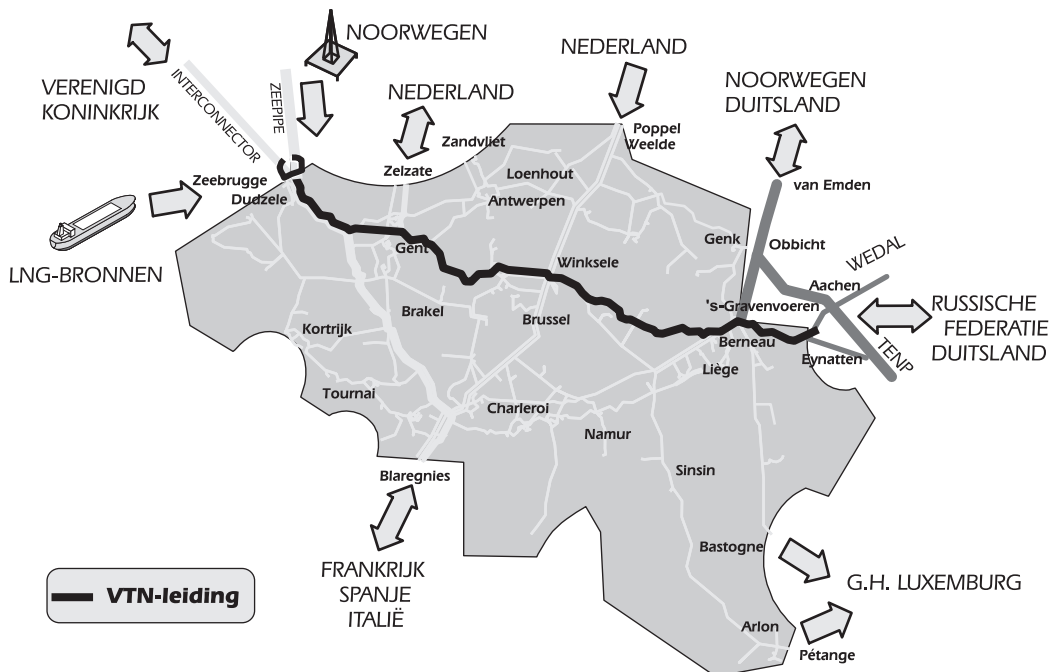 NOORWEGEN
VERENIGD
KONINKRIJK
INTERCONNECTOR
ZEEPIPE
NEDERLAND
NEDERLAND
NOORWEGEN
DUITSLAND
LNG-BRONNEN
Zeebrugge
Dudzele
Zelzate
Zandvliet
Loenhout
Antwerpen
Poppel
Weelde
van Emden
Genk
Obbicht
Aachen
WEDAL
's-Gravenvoeren
RUSSISCHE
FEDERATIE
DUITSLAND
TENP
Gent
Winksele
Brakel
Brussel
Berneau
Eynatten
Liège
Kortrijk
Tournai
Charleroi
Namur
Sinsin
Blaregnies
FRANKRIJK
SPANJE
ITALIË
Bastogne
G.H. LUXEMBURG
Arlon
Pétange
VTN-leiding